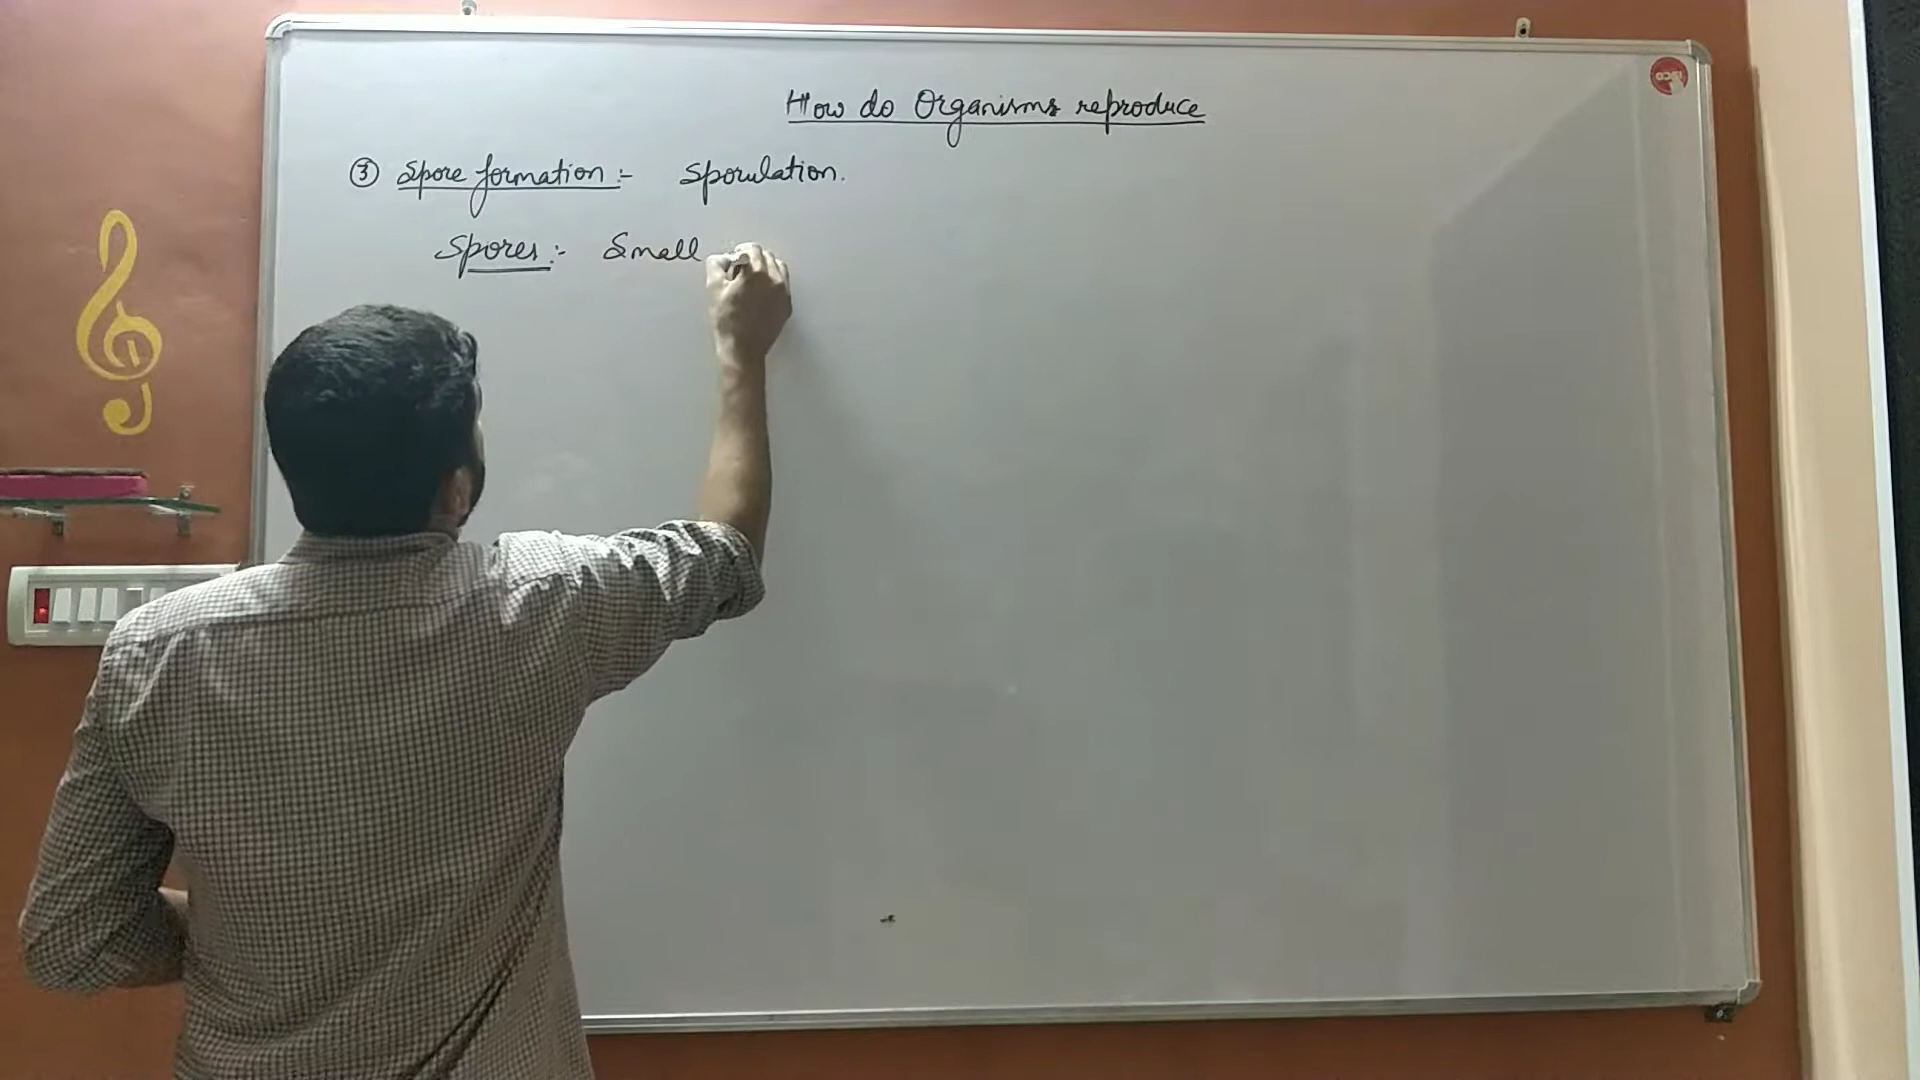 How do Organisms reproduce
③ Spore formation :- Sporulation.
Spores :- Small